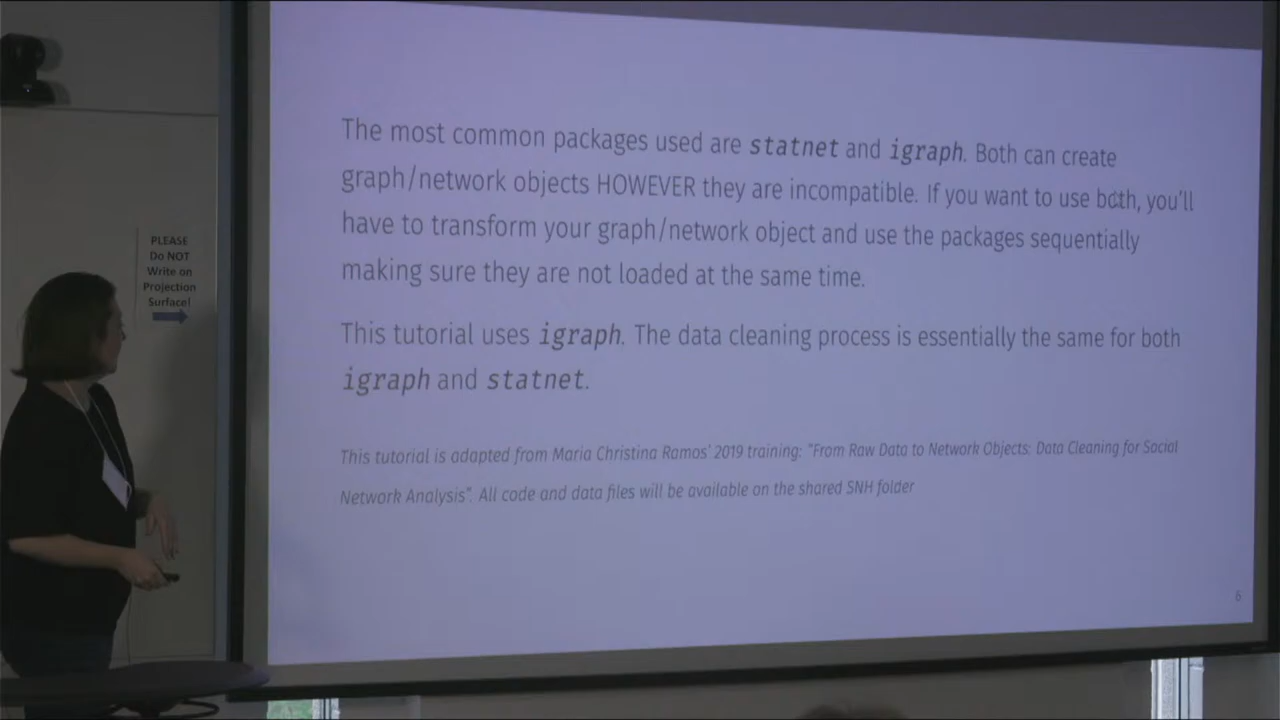 PLEASE
Do NOT
Write on
Projection
Surface!
The most common packages used are statnet and igraph. Both can create
graph/network objects HOWEVER they are incompatible. If you want to use both, you'll
have to transform your graph/network object and use the packages sequentially
making sure they are not loaded at the same time.
This tutorial uses igraph. The data cleaning process is essentially the same for both
igraph and statnet.
This tutorial is adapted from Maria Christina Ramos' 2019 training: "From Raw Data to Network Objects: Data Cleaning for Social
Network Analysis". All code and data files will be available on the shared SNH folder
6